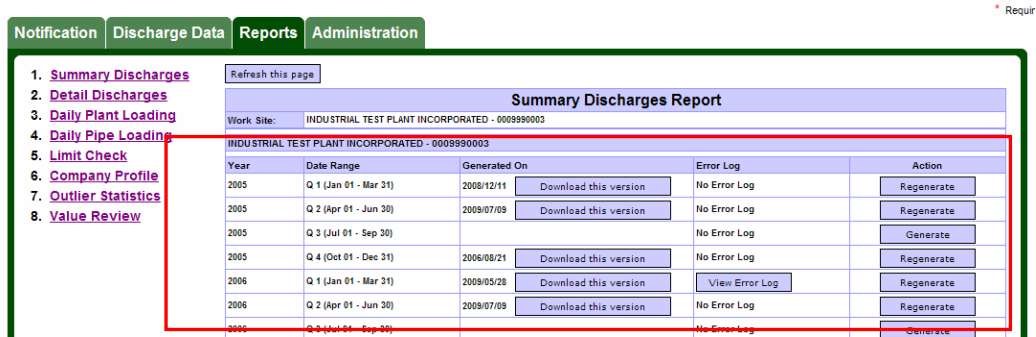 * Requir
Notification Discharge Data Reports Administration
1. Summary Discharges
2. Detail Discharges
3. Daily Plant Loading
4. Daily Pipe Loading
5. Limit Check
6. Company Profile
7. Outlier Statistics
8. Value Review
Refresh this page
Summary Discharges Report
Work Site: INDUSTRIAL TEST PLANT INCORPORATED - 0009990003
INDUSTRIAL TEST PLANT INCORPORATED - 0009990003
Year Date Range Generated On Error Log Action
2005 Q 1 (Jan 01 - Mar 31) 2008/12/11 Download this version No Error Log Regenerate
2005 Q 2 (Apr 01 - Jun 30) 2009/07/09 Download this version No Error Log Regenerate
2005 Q 3 (Jul 01 - Sep 30) No Error Log Generate
2005 Q 4 (Oct 01 - Dec 31) 2006/08/21 Download this version No Error Log Regenerate
2006 Q 1 (Jan 01 - Mar 31) 2009/05/28 Download this version View Error Log Regenerate
2006 Q 2 (Apr 01 - Jun 30) 2009/07/09 Download this version No Error Log Regenerate
2006 Q 3 (Jul 01 - Sep 30) No Error Log Generate